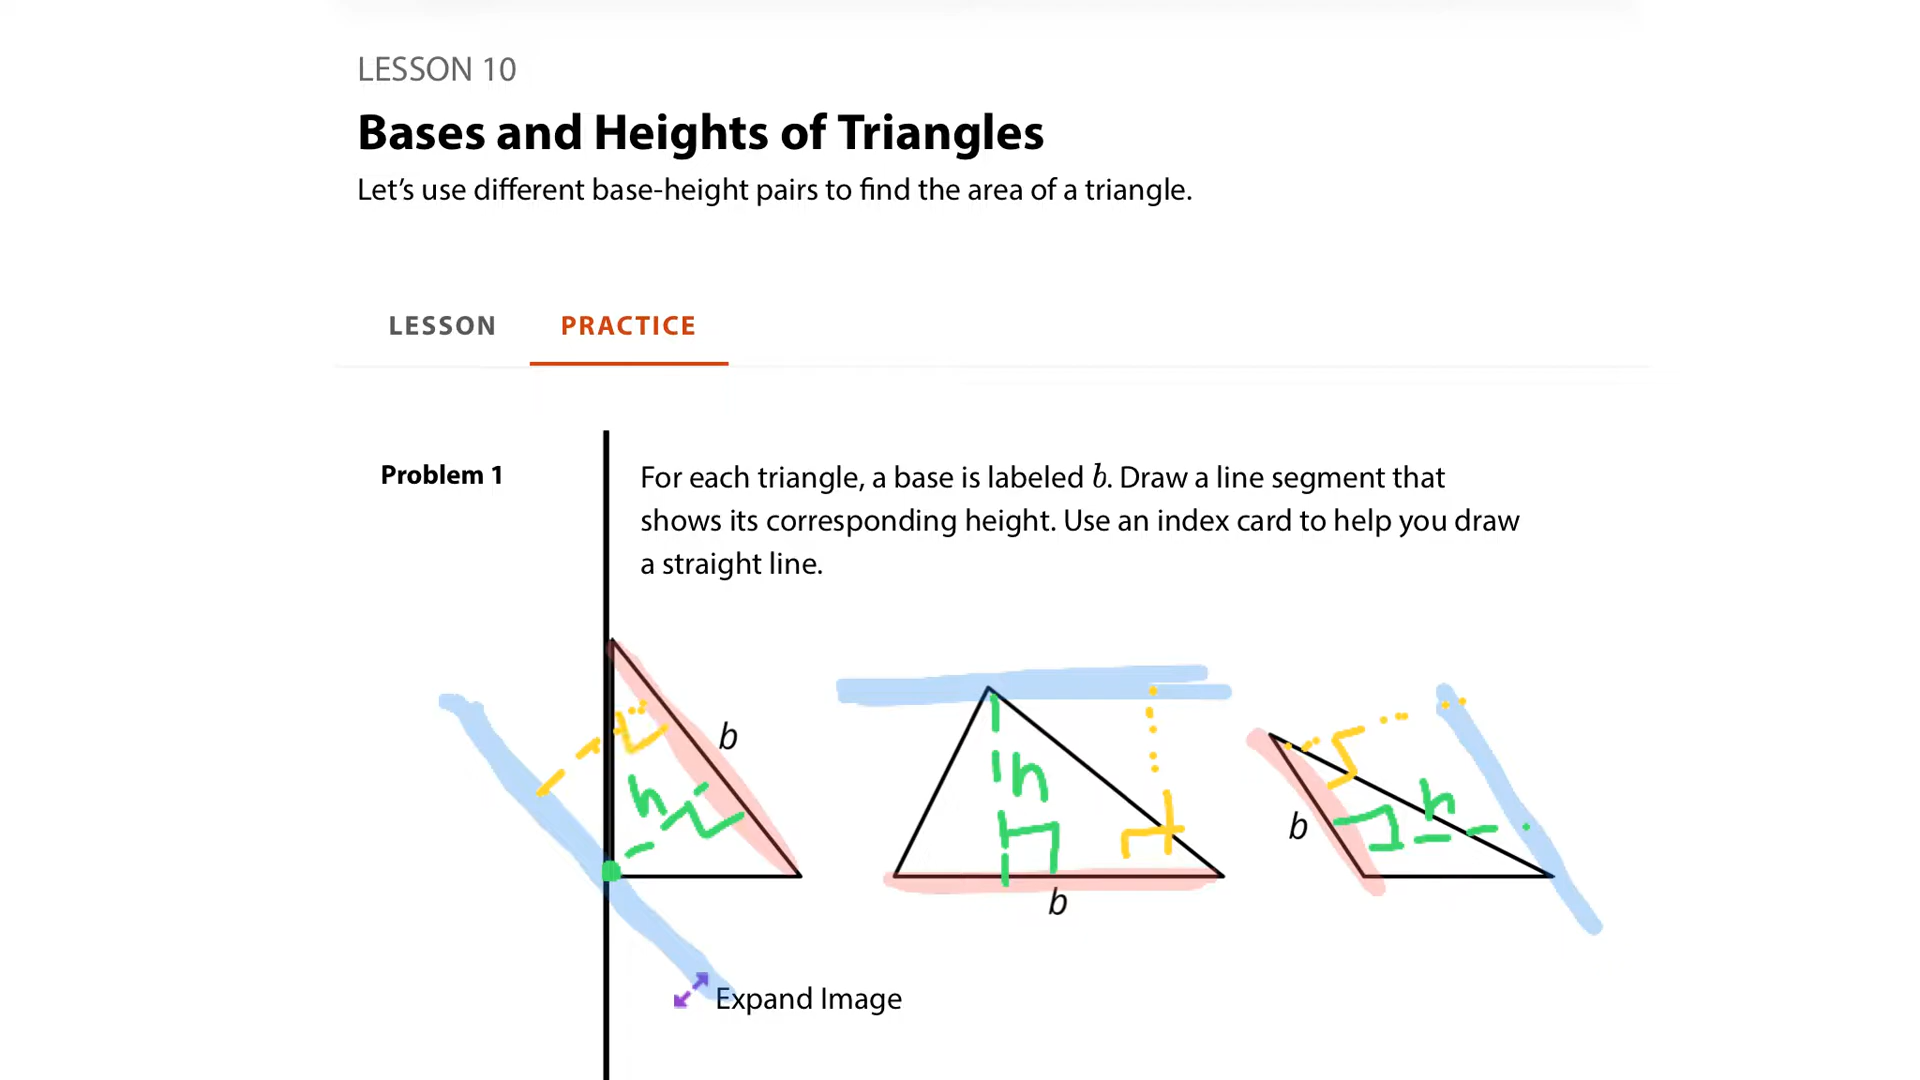 LESSON 10
Bases and Heights of Triangles
Let’s use different base-height pairs to find the area of a triangle.
LESSON PRACTICE
Problem 1
For each triangle, a base is labeled b. Draw a line segment that
shows its corresponding height. Use an index card to help you draw
a straight line.
b
h
h
b
b
h
Expand Image